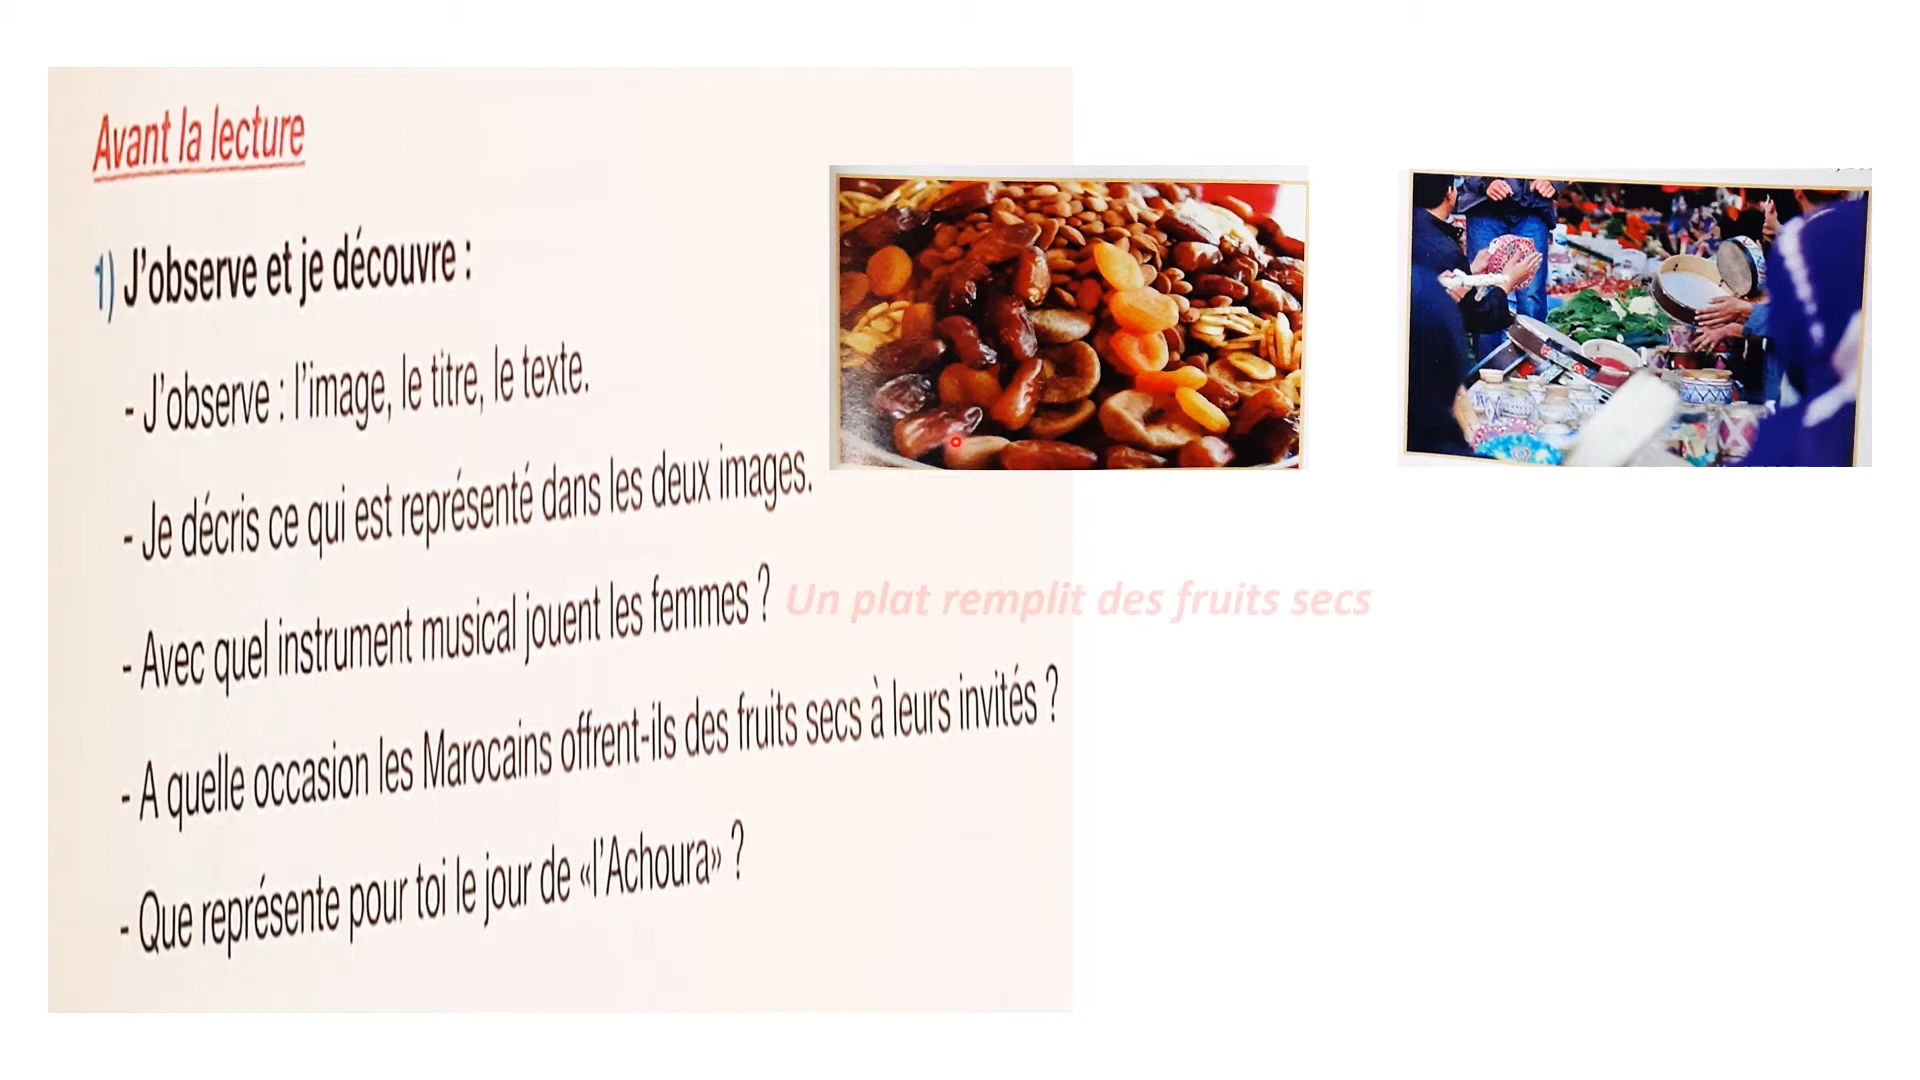 Avant la lecture
1) J'observe et je découvre :
- J'observe : l'image, le titre, le texte.
- Je décris ce qui est représenté dans les deux images.
- Avec quel instrument musical jouent les femmes ?
Un plat remplit des fruits secs
- A quelle occasion les Marocains offrent-ils des fruits secs à leurs invités ?
- Que représente pour toi le jour de «l'Achoura» ?